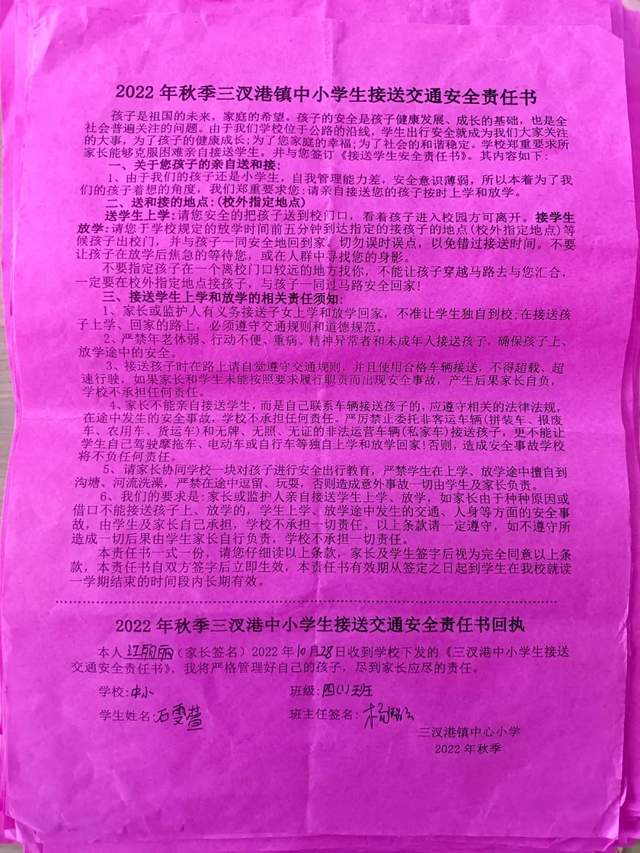 2022 年秋季三汊港镇中小学生接送交通安全责任书
孩子是祖国的未来，家庭的希望。孩子的安全是孩子健康发展、成长的基础，也是全
社会普遍关注的问题。由于我们学校位于公路的沿线，学生出行安全就成为我们大家关注
的大事，为了孩子的健康成长;为了您家庭的幸福;为了社会的和谐稳定。学校郑重要求所
家长能够克服困难亲自接送学生。并与您签订《接送学生安全责任书》。其内容如下:
一、关于您孩子的亲自送和接:
1、由于我们的孩子还是小学生，自我管理能力差，安全意识薄弱，所以本着为了我
们的孩子着想的角度，我们郑重要求您:请亲自接送您的孩子按时上学和放学。
二、送和接的地点:(校外指定地点)
送学生上学:请您安全的把孩子送到校门口，看着孩子进入校园方可离开。接学生
放学:请您于学校规定的放学时间前五分钟到达指定的接孩子的地点(校外指定地点)等
候孩子出校门，并与孩子一同安全地回到家。切勿误时误点，以免错过接送时间。不要
让孩子在放学后焦急的等待您，或在人群中寻找您的身影。
不要指定孩子在一个离校门口较远的地方找你，不能让孩子穿越马路去与您汇合，
一定要在校外指定地点接孩子，与孩子一同过马路安全回家!
三、接送学生上学和放学的相关责任须知:
1、家长或监护人有义务接送子女上学和放学回家，不准让学生独自到校;在接送孩
子上学、回家的路上，必须遵守交通规则和道德规范。
2、严禁年老体弱、行动不便、重病、精神异常者和未成年人接送孩子，确保孩子上、
放学途中的安全。
3、接送孩子时在路上请自觉遵守交通规则，并且使用合格车辆接送，不得超载、超
速行驶。如果家长和学生未能按照要求履行职责而出现安全事故，产生后果家长自负，
学校不承担任何责任。
4、家长不能亲自接送学生，而是自己联系车辆接送孩子的，应遵守相关的法律法规，
在途中发生的安全事故，学校不承担任何责任。严厉禁止委托非客运车辆(拼装车、报废
车、农用车、货运车)和无牌、无照、无证的非法运营车辆(私家车)接送孩子，更不能让
学生自己驾驶摩托车、电动车或自行车等独自上学和放学回家!否则，造成安全事故学校
将不负任何责任。
5、请家长协同学校一块对孩子进行安全出行教育，严禁学生在上学、放学途中擅自到
沟塘、河流洗澡，严禁在途中逗留、玩耍，否则造成意外事故一切由学生及家长负责。
6、我们的要求是:家长或监护人亲自接送学生上学、放学，如家长由于种种原因或
借口不能接送孩子上、放学的，学生上学、放学途中发生的交通、人身等方面的安全事
故，由学生及家长自己承担，学校不承担一切责任。以上条款请一定遵守，如不遵守所
造成一切后果由学生家长自行负责，学校不承担一切责任。
本责任书一式一份，请您仔细读以上条款，家长及学生签字后视为完全同意以上条
款，本责任书自双方签字后立即生效，本责任书有效期从签定之日起到学生在我校就读
一学期结束的时间段内长期有效。
2022 年秋季三汊港中小学生接送交通安全责任书回执
本人江丽丽(家长签名) 2022 年10月28日收到学校下发的《三汊港中小学生接送
交通安全责任书》，我将严格管理好自己的孩子，尽到家长应尽的责任。
学校:中小 班级:四(1)班
学生姓名:石雯萱 班主任签名:杨
三汊港镇中心小学
2022 年秋季